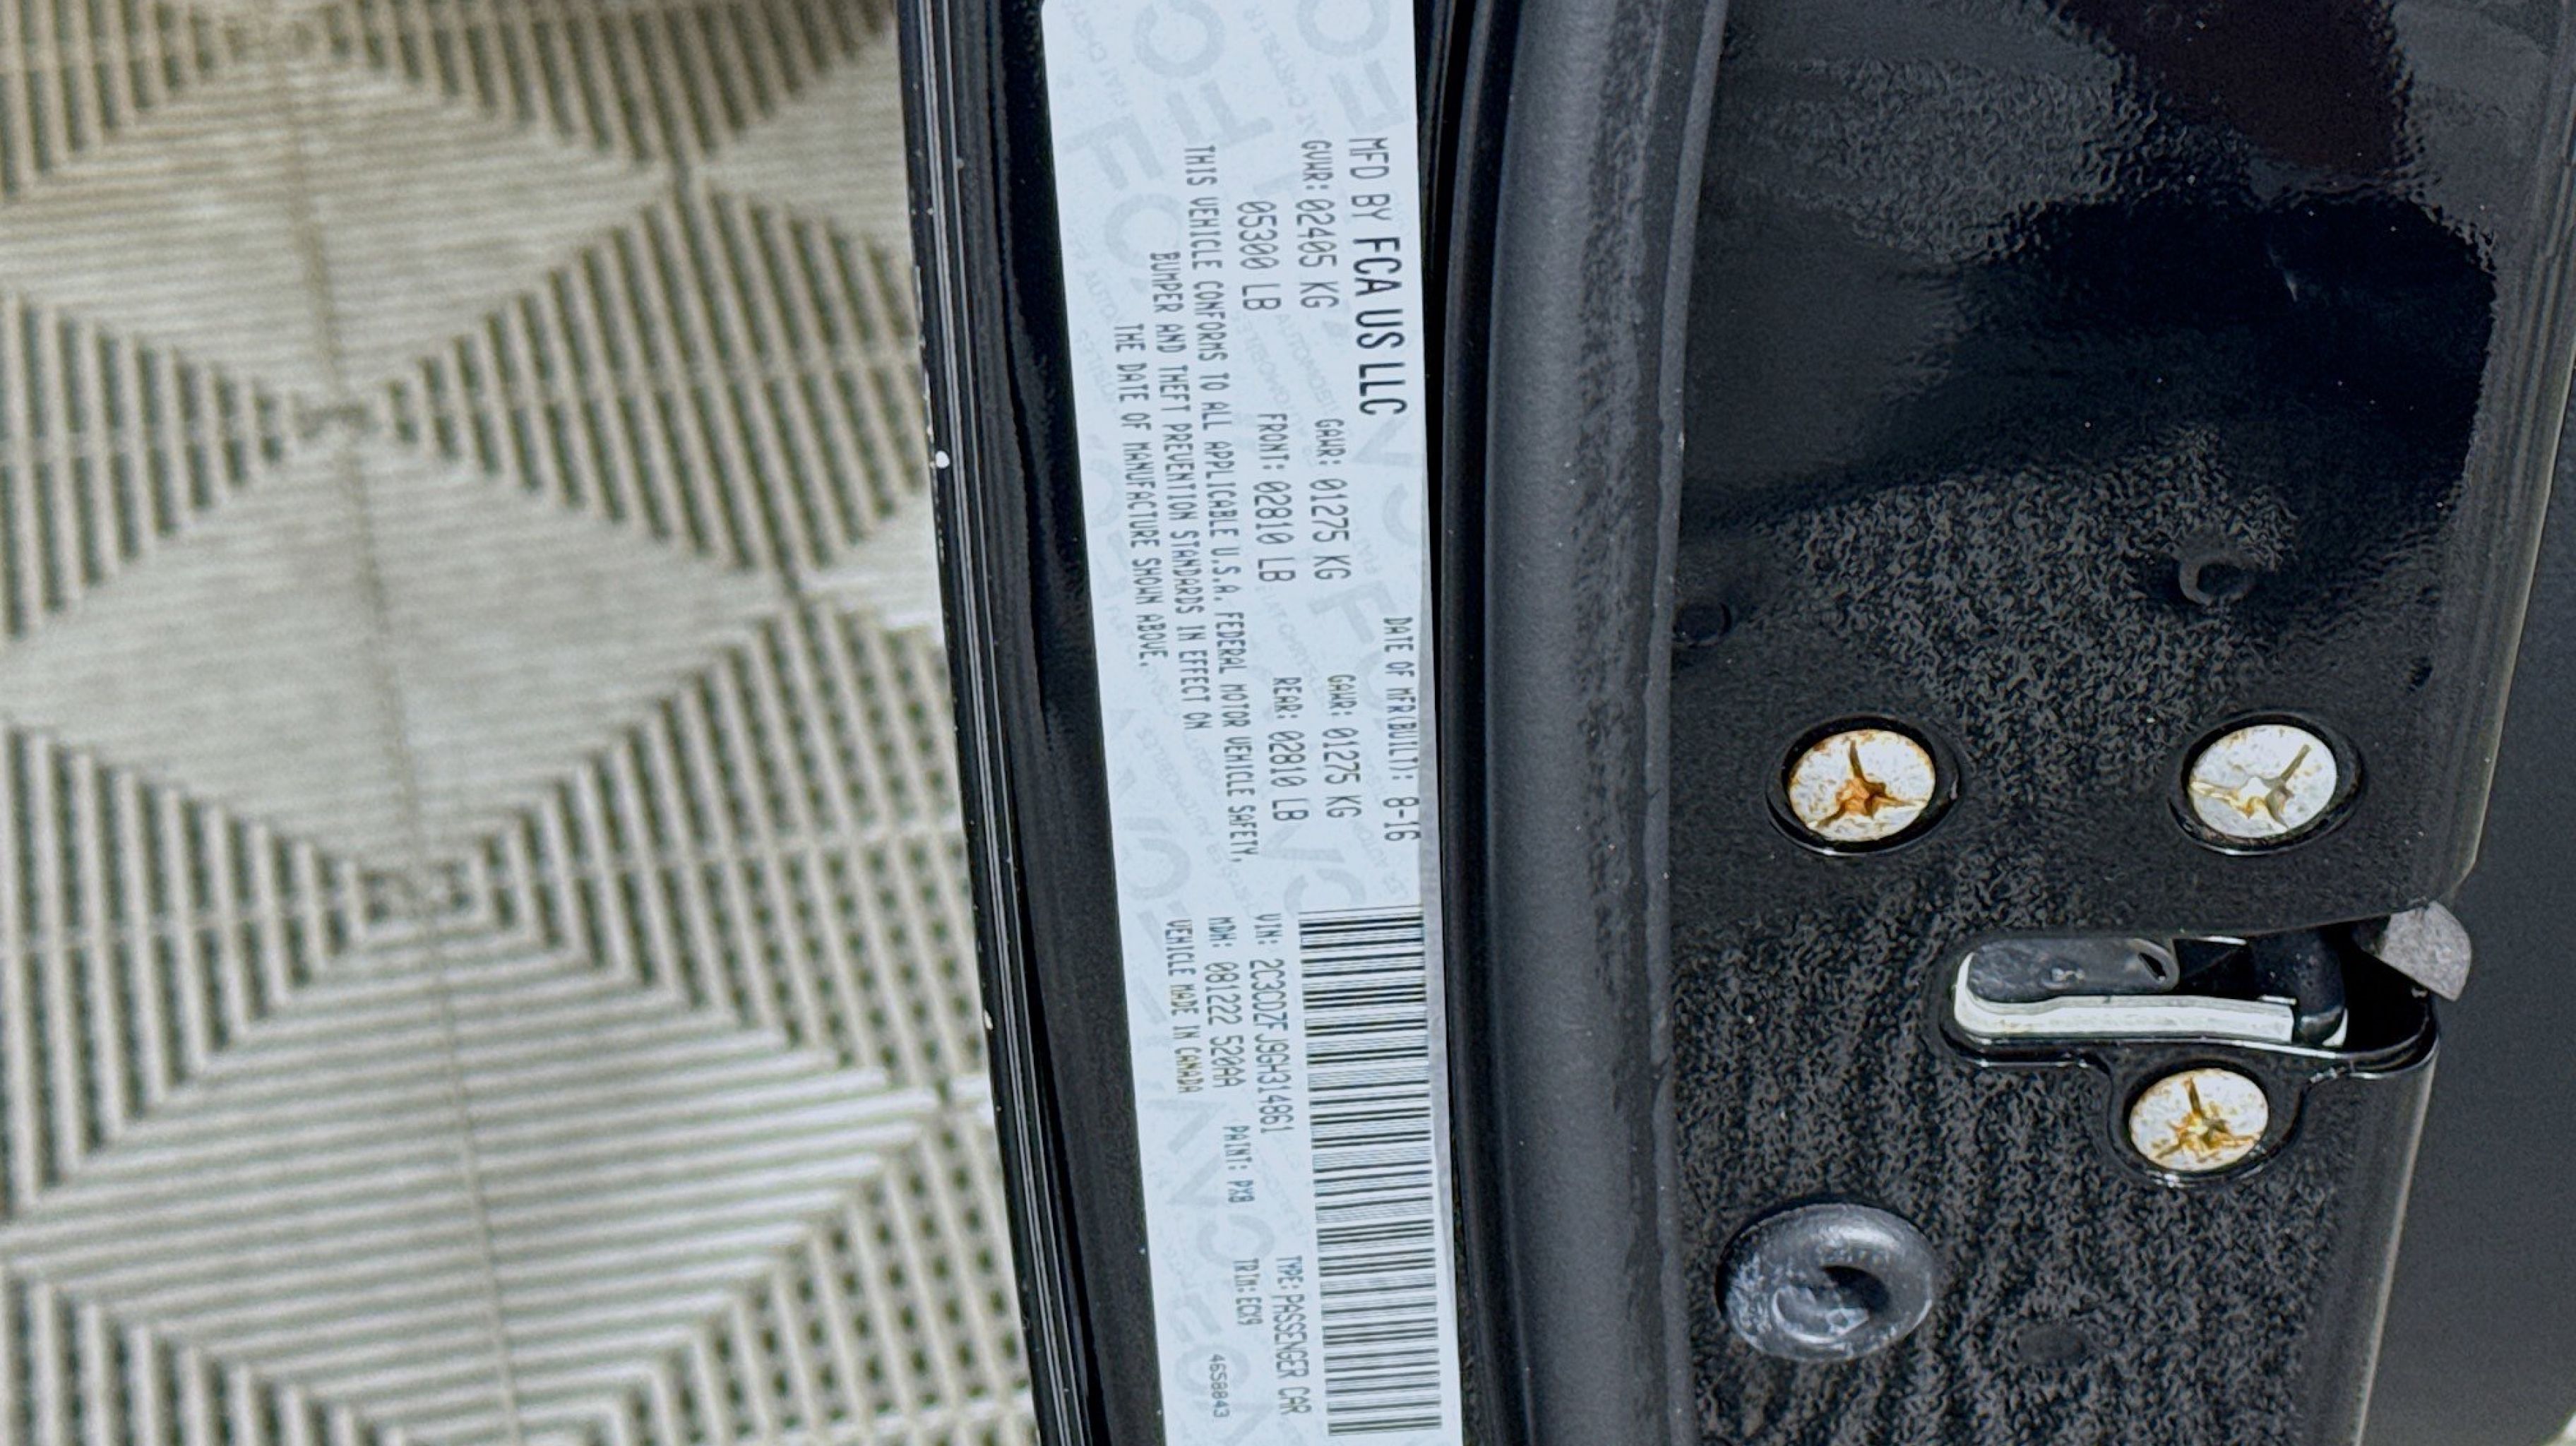 MFD BY FCA US LLC
DATE OF MFR(BUILT): 8-16
GVWR: 02405 KG
GAWR: 01275 KG
GAWR: 01275 KG
05300 LB
FRONT: 02810 LB
REAR: 02810 LB
THIS VEHICLE CONFORMS TO ALL APPLICABLE U.S.A. FEDERAL MOTOR VEHICLE SAFETY,
BUMPER AND THEFT PREVENTION STANDARDS IN EFFECT ON
THE DATE OF MANUFACTURE SHOWN ABOVE.
VIN: 2C3CDZFJ9GH314861
TYPE: PASSENGER CAR
MDH: 081222 520AA
PAINT: PX8
TRIM: ECX9
VEHICLE MADE IN CANADA
4658843